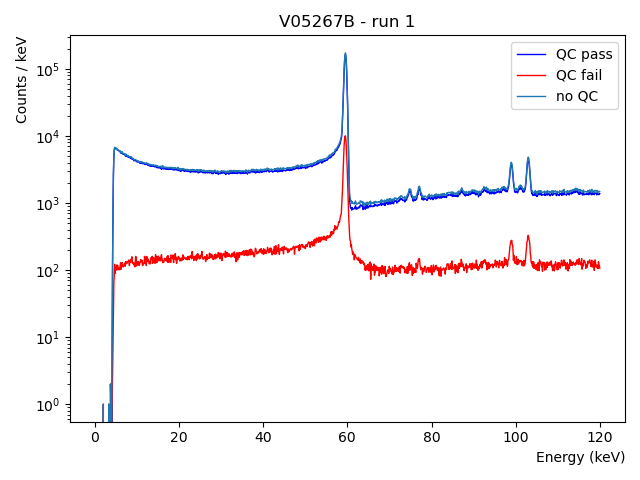 V05267B - run 1
Counts / keV
QC pass
QC fail
no QC
10^5
10^4
10^3
10^2
10^1
10^0
0 20 40 60 80 100 120
Energy (keV)